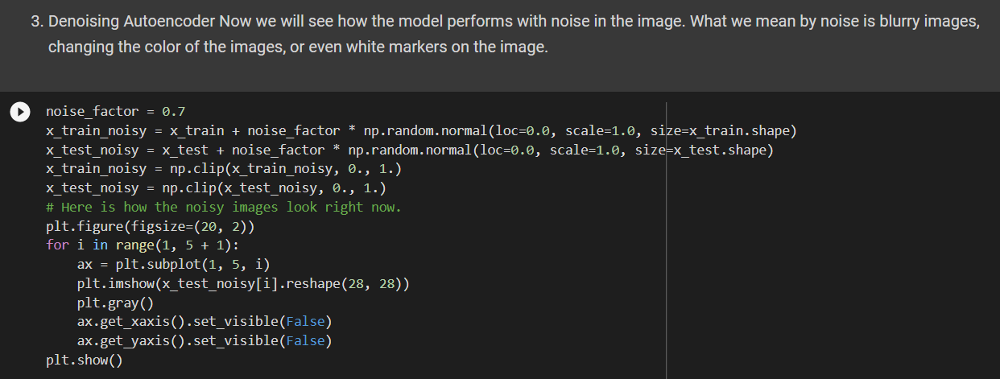 3. Denoising Autoencoder Now we will see how the model performs with noise in the image. What we mean by noise is blurry images,
changing the color of the images, or even white markers on the image.
noise_factor = 0.7
x_train_noisy = x_train + noise_factor * np.random.normal(loc=0.0, scale=1.0, size=x_train.shape)
x_test_noisy = x_test + noise_factor * np.random.normal(loc=0.0, scale=1.0, size=x_test.shape)
x_train_noisy = np.clip(x_train_noisy, 0., 1.)
x_test_noisy = np.clip(x_test_noisy, 0., 1.)
# Here is how the noisy images look right now.
plt.figure(figsize=(20, 2))
for i in range(1, 5 + 1):
    ax = plt.subplot(1, 5, i)
    plt.imshow(x_test_noisy[i].reshape(28, 28))
    plt.gray()
    ax.get_xaxis().set_visible(False)
    ax.get_yaxis().set_visible(False)
plt.show()